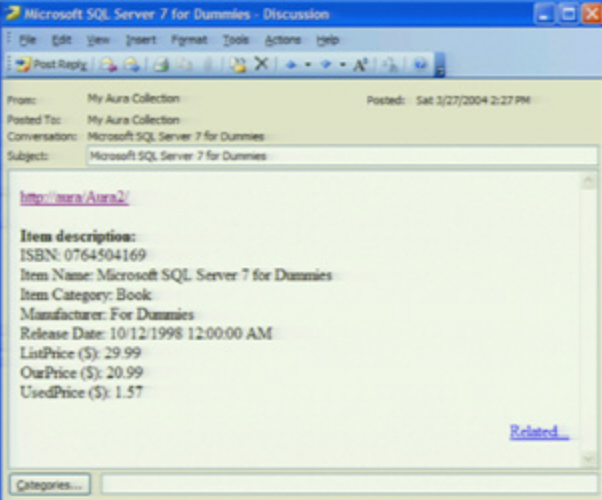 Microsoft SQL Server 7 for Dummies - Discussion
File Edit View Insert Format Tools Actions Help
Post Reply
From: My Aura Collection Posted: Sat 3/27/2004 2:27 PM
Posted To: My Aura Collection
Conversation: Microsoft SQL Server 7 for Dummies
Subject: Microsoft SQL Server 7 for Dummies
http://aura/Aura2/
Item description:
ISBN: 0764504169
Item Name: Microsoft SQL Server 7 for Dummies
Item Category: Book
Manufacturer: For Dummies
Release Date: 10/12/1998 12:00:00 AM
ListPrice ($): 29.99
OurPrice ($): 20.99
UsedPrice ($): 1.57
Related...
Categories...